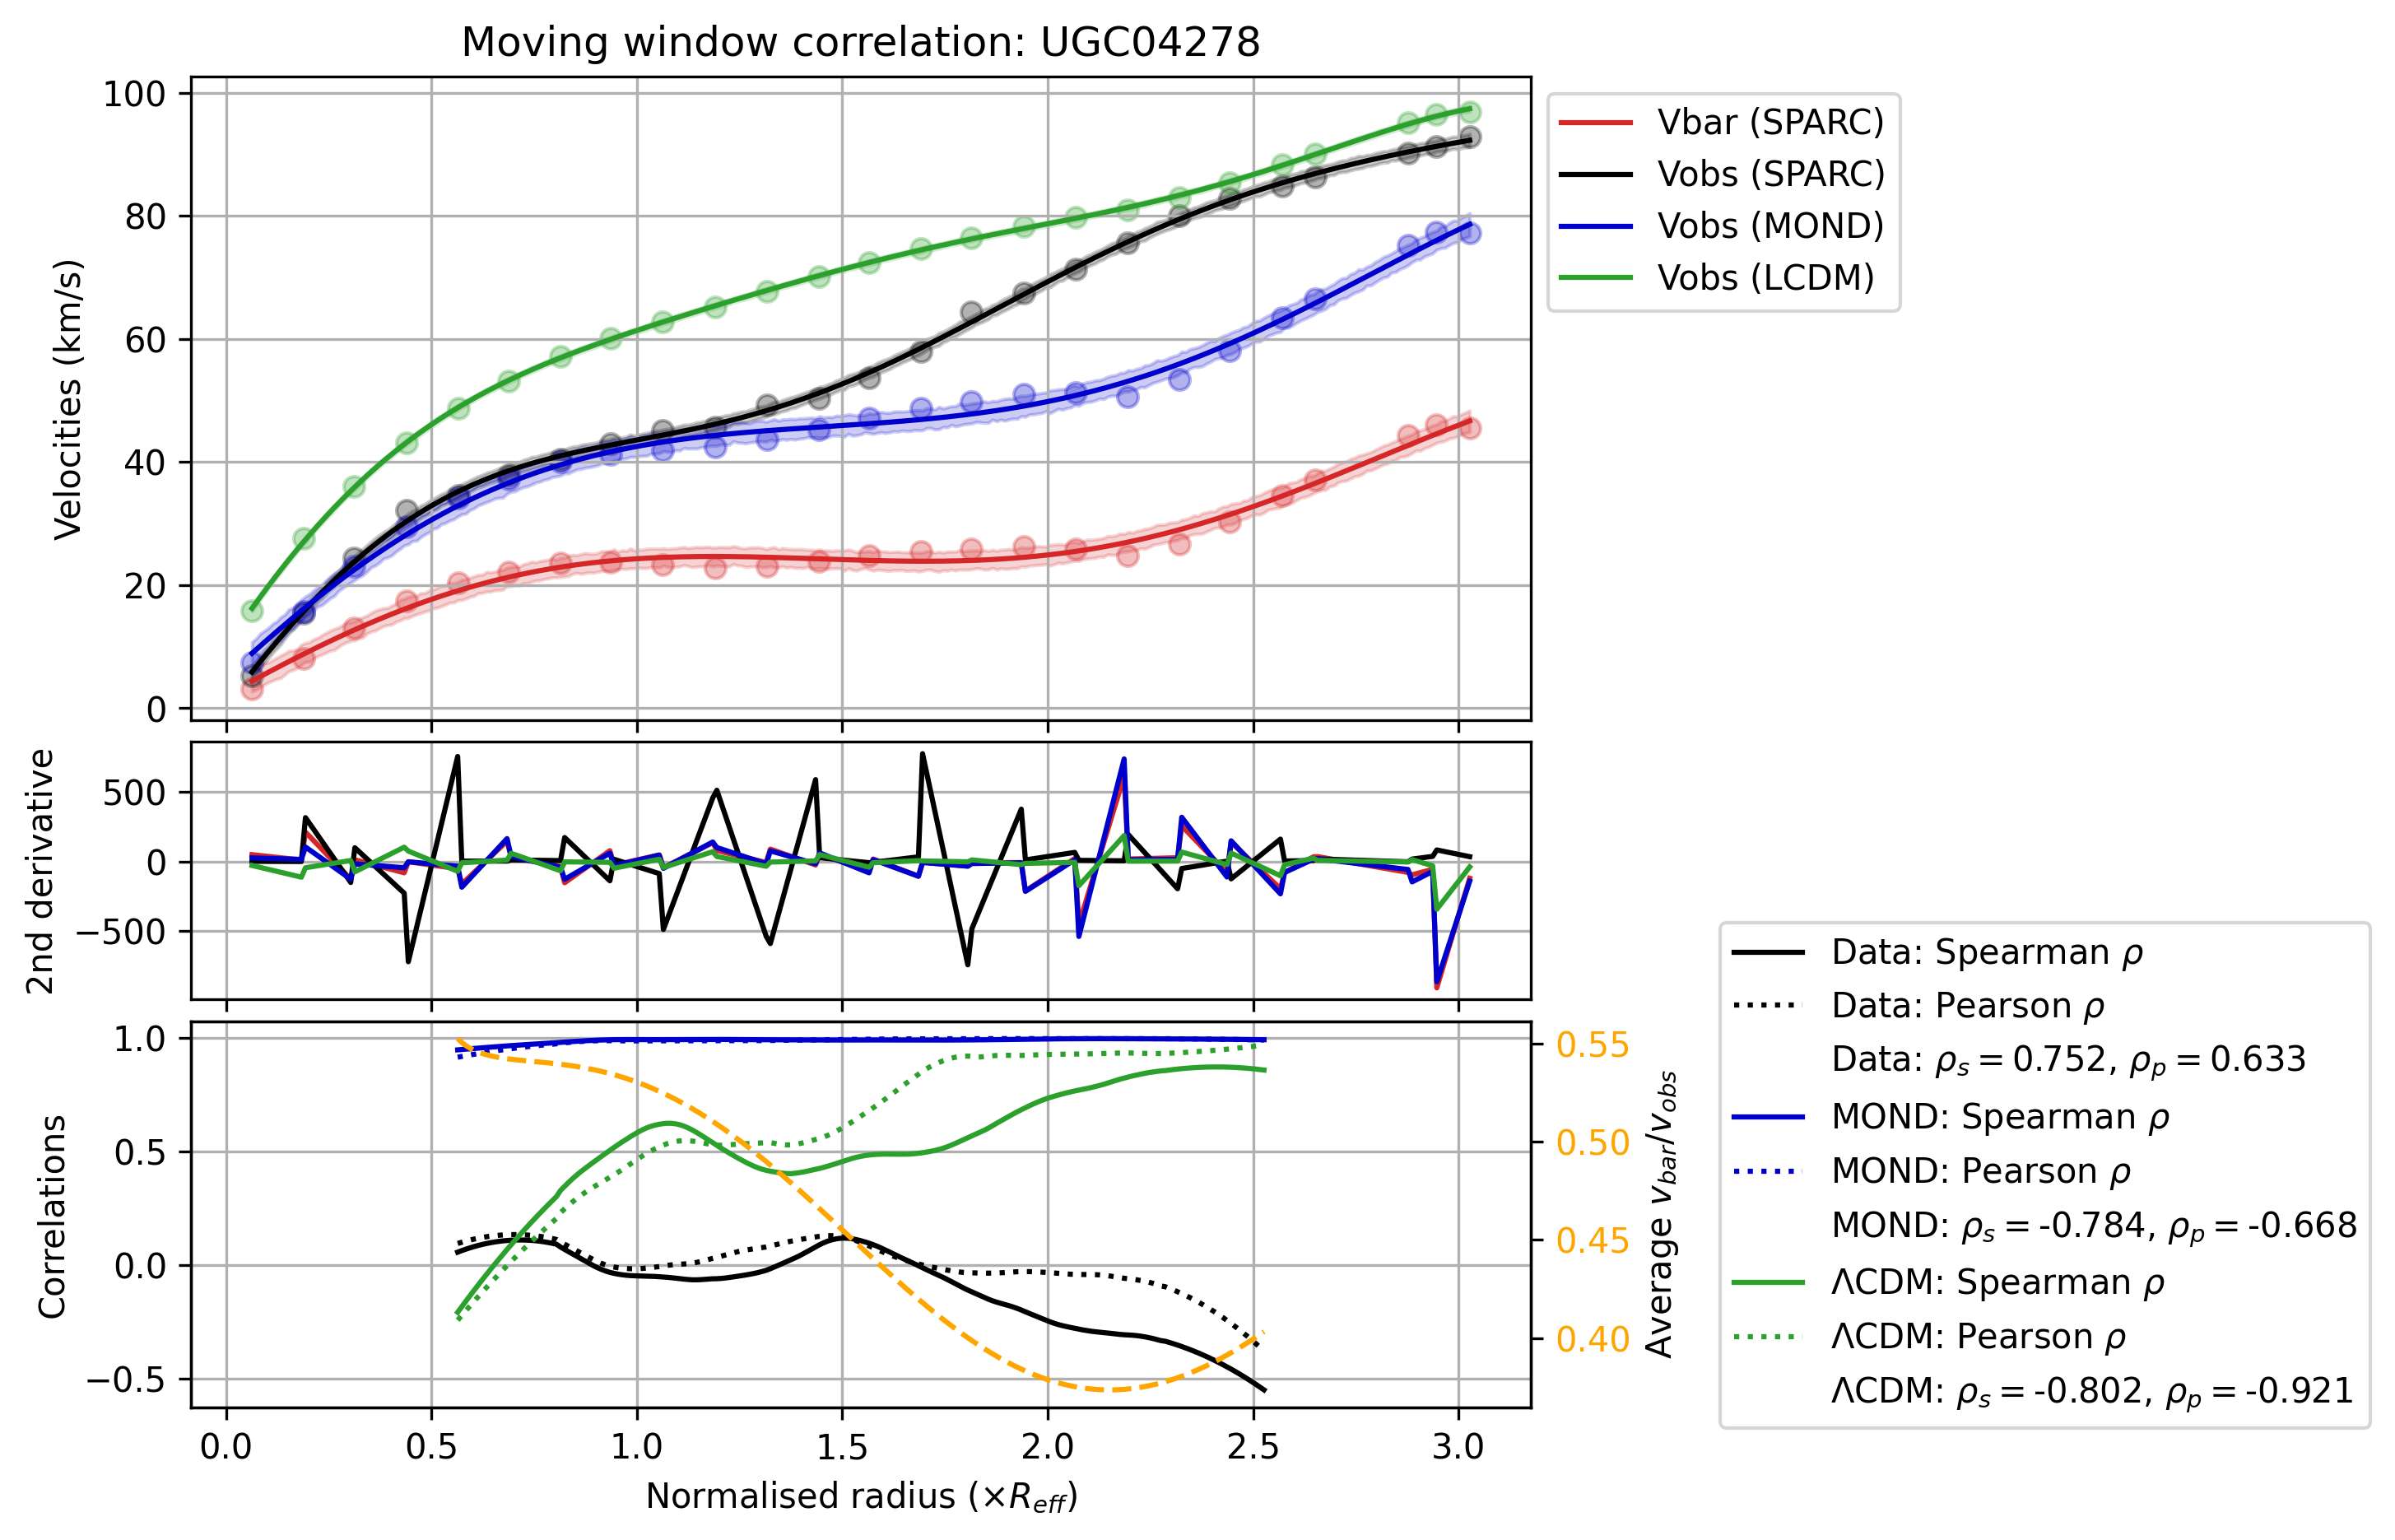 Moving window correlation: UGC04278
100
80
60
40
20
0
Velocities (km/s)
Vbar (SPARC)
Vobs (SPARC)
Vobs (MOND)
Vobs (LCDM)
500
0
−500
2nd derivative
1.0
0.5
0.0
−0.5
Correlations
0.55
0.50
0.45
0.40
Average v_bar/v_obs
Data: Spearman ρ
Data: Pearson ρ
Data: ρ_s = 0.752, ρ_p = 0.633
MOND: Spearman ρ
MOND: Pearson ρ
MOND: ρ_s = -0.784, ρ_p = -0.668
ΛCDM: Spearman ρ
ΛCDM: Pearson ρ
ΛCDM: ρ_s = -0.802, ρ_p = -0.921
0.0 0.5 1.0 1.5 2.0 2.5 3.0
Normalised radius (×R_eff)